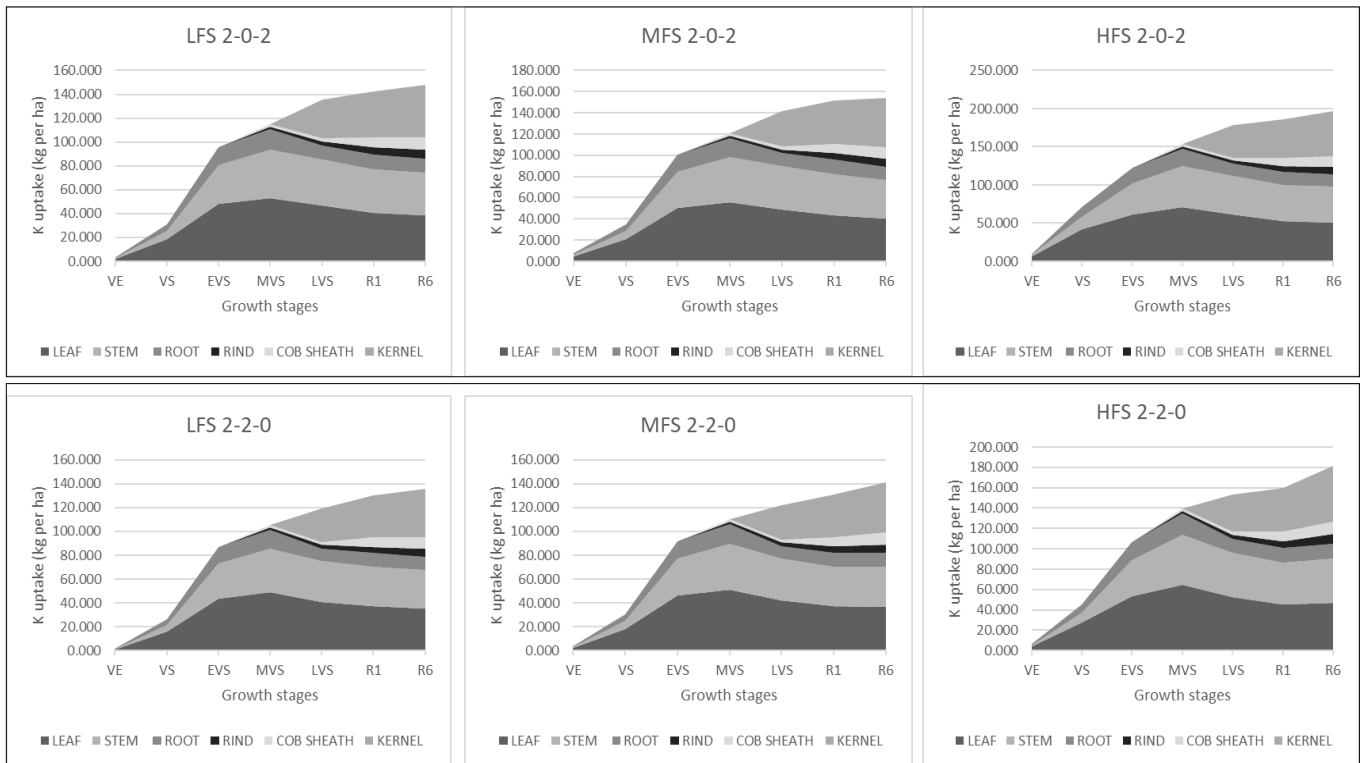 LFS 2-0-2
K uptake (kg per ha)
160.000
140.000
120.000
100.000
80.000
60.000
40.000
20.000
0.000
VE VS EVS MVS LVS R1 R6
Growth stages
LEAF STEM ROOT RIND COB SHEATH KERNEL
MFS 2-0-2
K uptake (kg per ha)
180.000
160.000
140.000
120.000
100.000
80.000
60.000
40.000
20.000
0.000
VE VS EVS MVS LVS R1 R6
Growth stages
LEAF STEM ROOT RIND COB SHEATH KERNEL
HFS 2-0-2
K uptake (kg per ha)
250.000
200.000
150.000
100.000
50.000
0.000
VE VS EVS MVS LVS R1 R6
Growth stages
LEAF STEM ROOT RIND COB SHEATH KERNEL
LFS 2-2-0
K uptake (kg per ha)
160.000
140.000
120.000
100.000
80.000
60.000
40.000
20.000
0.000
VE VS EVS MVS LVS R1 R6
Growth stages
LEAF STEM ROOT RIND COB SHEATH KERNEL
MFS 2-2-0
K uptake (kg per ha)
160.000
140.000
120.000
100.000
80.000
60.000
40.000
20.000
0.000
VE VS EVS MVS LVS R1 R6
Growth stages
LEAF STEM ROOT RIND COB SHEATH KERNEL
HFS 2-2-0
K uptake (kg per ha)
200.000
180.000
160.000
140.000
120.000
100.000
80.000
60.000
40.000
20.000
0.000
VE VS EVS MVS LVS R1 R6
Growth stages
LEAF STEM ROOT RIND COB SHEATH KERNEL